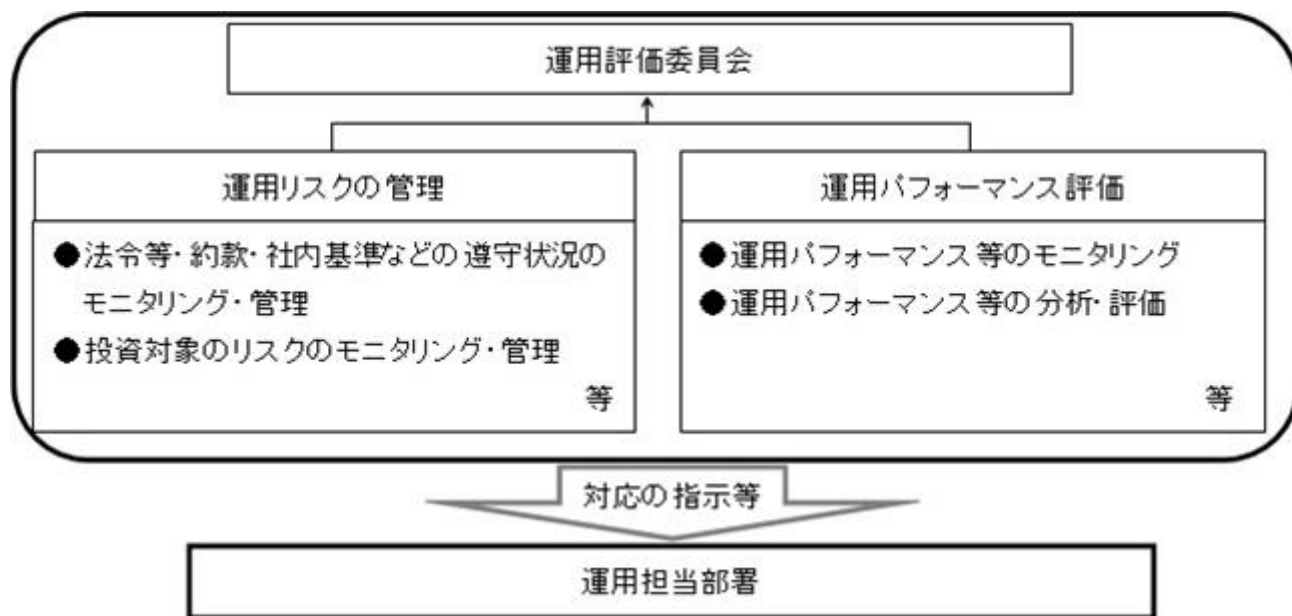 運用評価委員会
運用リスクの管理
●法令等・約款・社内基準などの遵守状況の
モニタリング・管理
●投資対象のリスクのモニタリング・管理
等
運用パフォーマンス評価
●運用パフォーマンス等のモニタリング
●運用パフォーマンス等の分析・評価
等
対応の指示等
運用担当部署